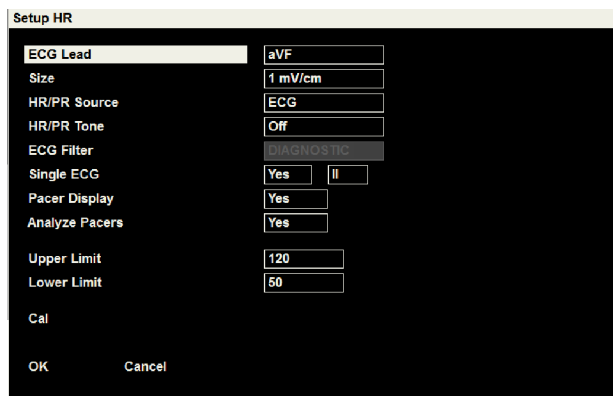 Setup HR
ECG Lead aVF
Size 1 mV/cm
HR/PR Source ECG
HR/PR Tone Off
ECG Filter DIAGNOSTIC
Single ECG Yes II
Pacer Display Yes
Analyze Pacers Yes
Upper Limit 120
Lower Limit 50
Cal
OK Cancel